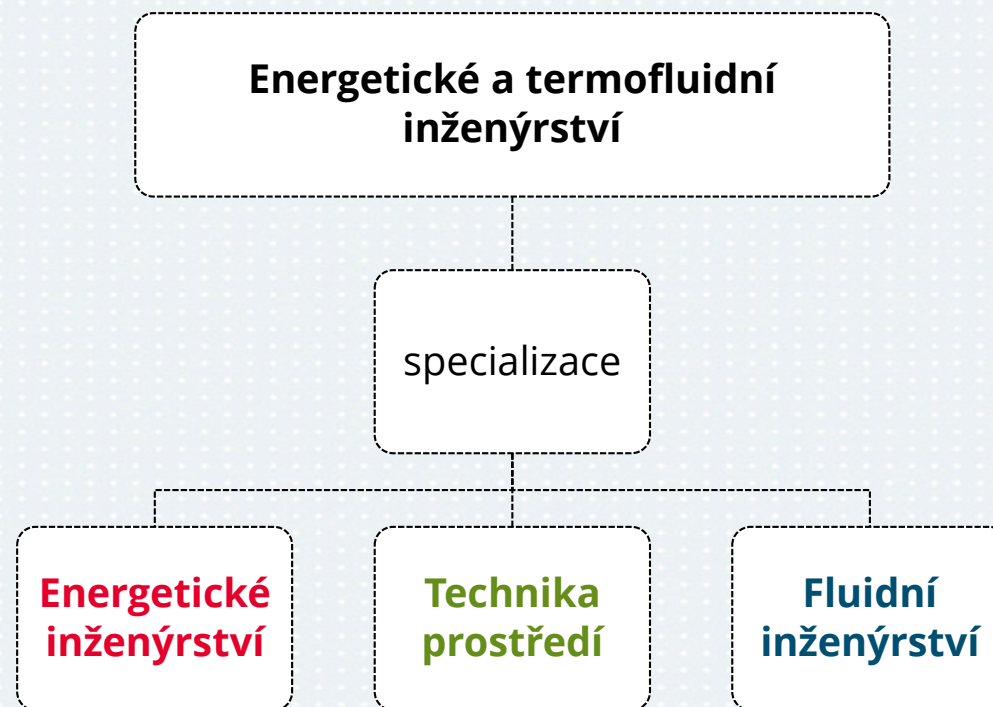 Energetické a termofluidní
inženýrství
specializace
Energetické
inženýrství
Technika
prostředí
Fluidní
inženýrství